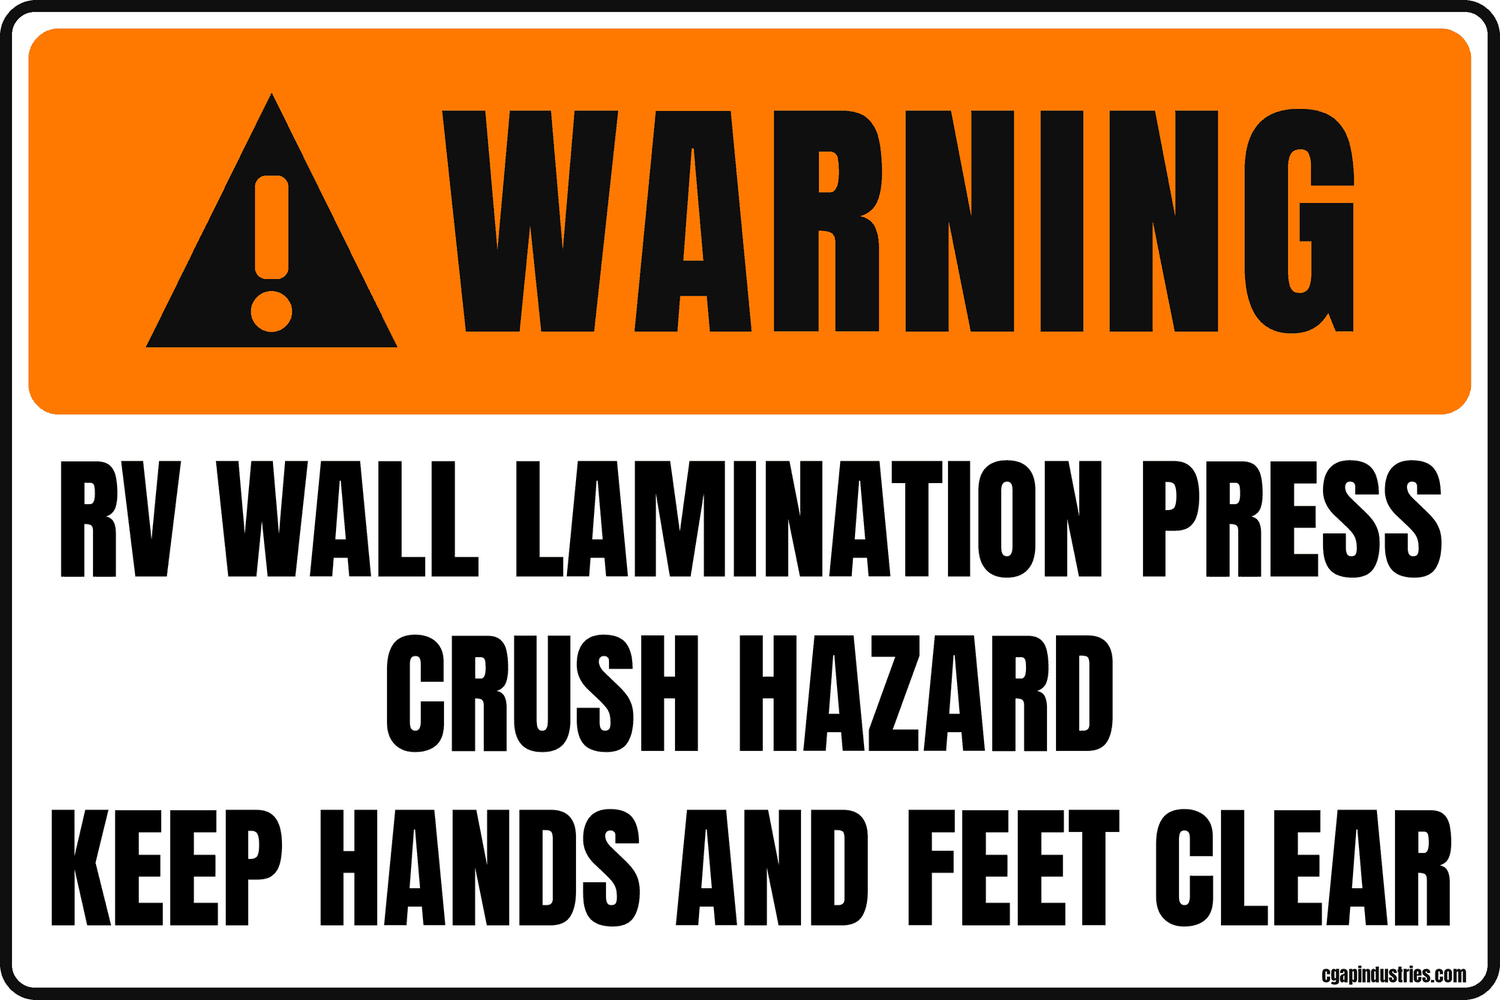 WARNING
RV WALL LAMINATION PRESS
CRUSH HAZARD
KEEP HANDS AND FEET CLEAR
cgapindustries.com